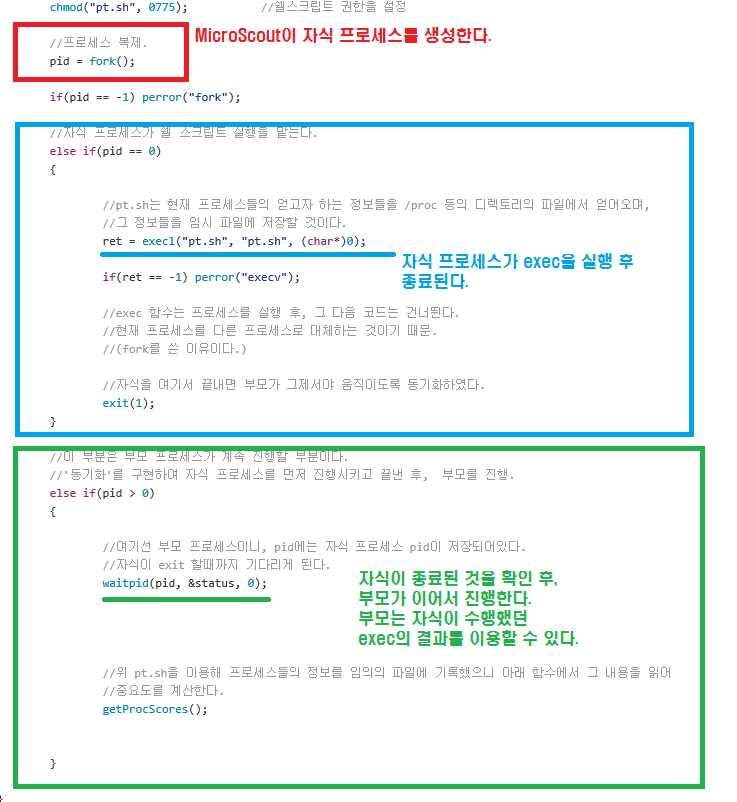 chmod("pt.sh", 0775);           //쉘스크립트 권한을 설정
//프로세스 복제.
MicroScout이 자식 프로세스를 생성한다.
pid = fork();
if(pid == -1) perror("fork");
//자식 프로세스가 쉘 스크립트 실행을 맡는다.
else if(pid == 0)
{
//pt.sh는 현재 프로세스들의 얻고자 하는 정보들을 /proc 등의 디렉토리의 파일에서 얻어오며,
//그 정보들을 임시 파일에 저장할 것이다.
ret = execl("pt.sh", "pt.sh", (char*)0);
자식 프로세스가 exec을 실행 후
종료된다.
if(ret == -1) perror("execv");
//exec 함수는 프로세스를 실행 후, 그 다음 코드는 건너뛴다.
//현재 프로세스를 다른 프로세스로 대체하는 것이기 때문.
//(fork를 쓴 이유이다.)
//자식을 여기서 끝내면 부모가 그제서야 움직이도록 동기화하였다.
exit(1);
}
//이 부분은 부모 프로세스가 계속 진행할 부분이다.
//'동기화'를 구현하여 자식 프로세스를 먼저 진행시키고 끝낸 후,  부모를 진행.
else if(pid > 0)
{
//여기선 부모 프로세스이니, pid에는 자식 프로세스 pid이 저장되어있다.
//자식이 exit 할때까지 기다리게 된다.
waitpid(pid, &status, 0);
자식이 종료된 것을 확인 후,
부모가 이어서 진행한다.
부모는 자식이 수행했던
exec의 결과를 이용할 수 있다.
//위 pt.sh을 이용해 프로세스들의 정보를 임의의 파일에 기록했으니 아래 함수에서 그 내용을 읽어
//중요도를 계산한다.
getProcScores();
}
}